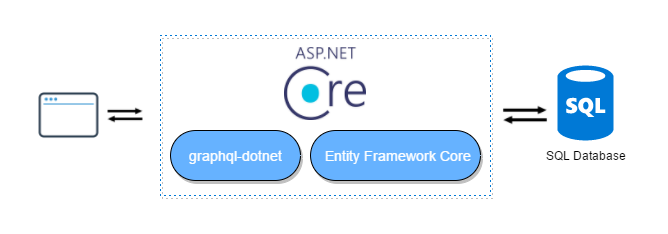 ASP.NET
Core
graphql-dotnet
Entity Framework Core
SQL
SQL Database